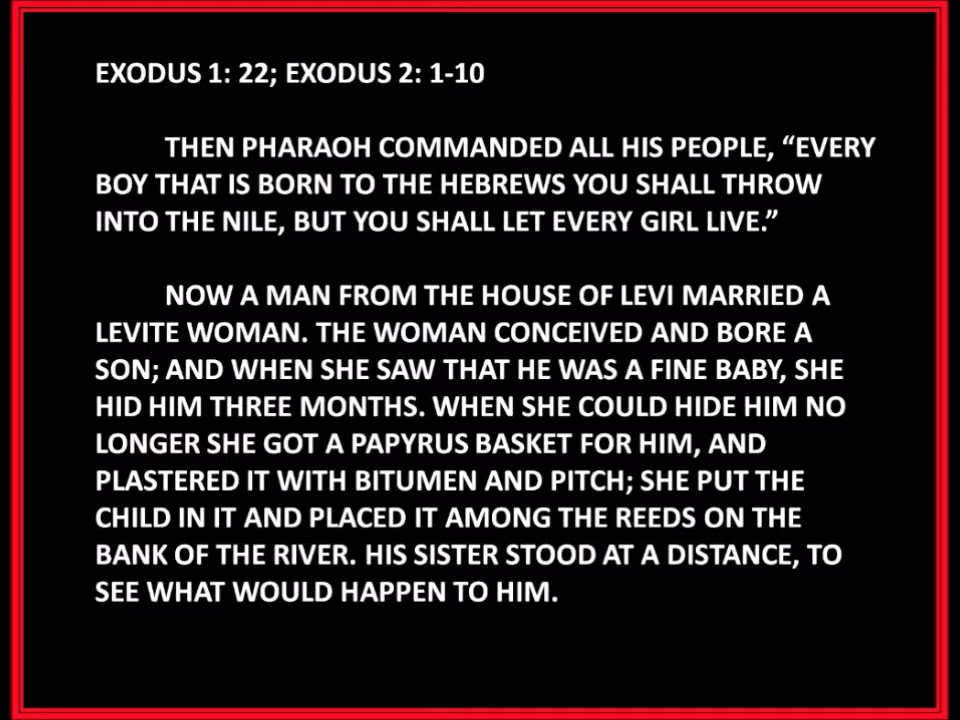 EXODUS 1: 22; EXODUS 2: 1-10
THEN PHARAOH COMMANDED ALL HIS PEOPLE, “EVERY
BOY THAT IS BORN TO THE HEBREWS YOU SHALL THROW
INTO THE NILE, BUT YOU SHALL LET EVERY GIRL LIVE.”
NOW A MAN FROM THE HOUSE OF LEVI MARRIED A
LEVITE WOMAN. THE WOMAN CONCEIVED AND BORE A
SON; AND WHEN SHE SAW THAT HE WAS A FINE BABY, SHE
HID HIM THREE MONTHS. WHEN SHE COULD HIDE HIM NO
LONGER SHE GOT A PAPYRUS BASKET FOR HIM, AND
PLASTERED IT WITH BITUMEN AND PITCH; SHE PUT THE
CHILD IN IT AND PLACED IT AMONG THE REEDS ON THE
BANK OF THE RIVER. HIS SISTER STOOD AT A DISTANCE, TO
SEE WHAT WOULD HAPPEN TO HIM.